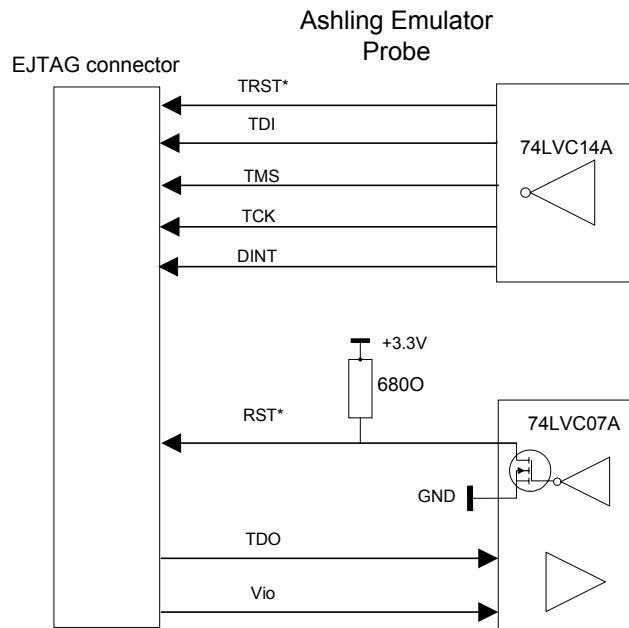 Ashling Emulator
Probe
EJTAG connector
TRST*
TDI
74LVC14A
TMS
TCK
DINT
+3.3V
680O
RST*
74LVC07A
GND
TDO
Vio